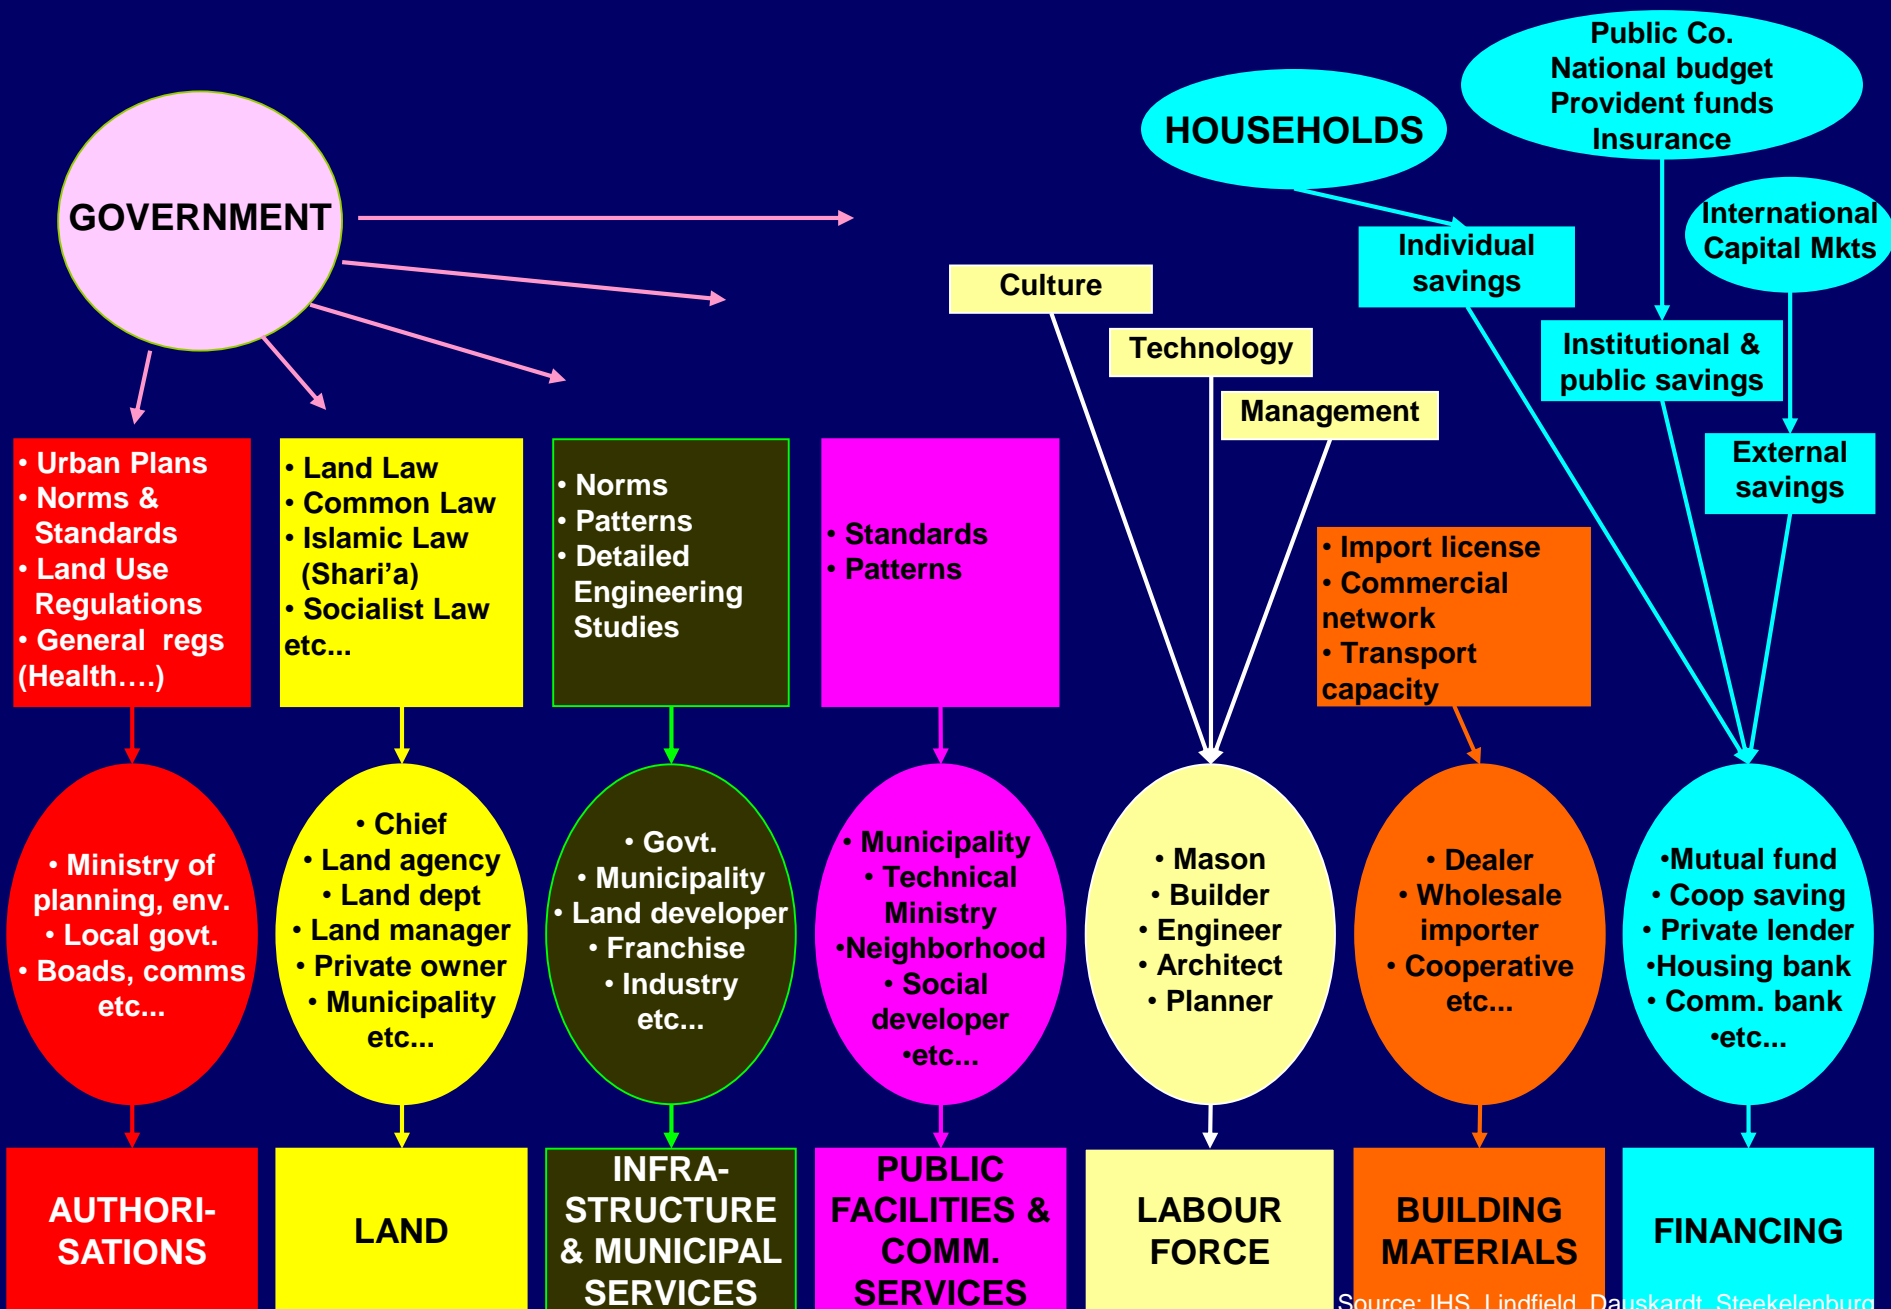 Public Co.
National budget
Provident funds
Insurance
HOUSEHOLDS
GOVERNMENT
International
Capital Mkts
Individual
savings
Culture
Technology
Institutional &
public savings
Management
External
savings
• Urban Plans
• Norms &
Standards
• Land Use
Regulations
• General regs
(Health….)
• Land Law
• Common Law
• Islamic Law
(Shari’a)
• Socialist Law
etc...
• Norms
• Patterns
• Detailed
Engineering
Studies
• Standards
• Patterns
• Import license
• Commercial
network
• Transport
capacity
• Ministry of
planning, env.
• Local govt.
• Boads, comms
etc...
• Chief
• Land agency
• Land dept
• Land manager
• Private owner
• Municipality
etc...
• Govt.
• Municipality
• Land developer
• Franchise
• Industry
etc...
• Municipality
• Technical
Ministry
•Neighborhood
• Social
developer
•etc...
• Mason
• Builder
• Engineer
• Architect
• Planner
• Dealer
• Wholesale
importer
• Cooperative
etc...
•Mutual fund
• Coop saving
• Private lender
•Housing bank
• Comm. bank
•etc...
AUTHORI-
SATIONS
LAND
INFRA-
STRUCTURE
& MUNICIPAL
SERVICES
PUBLIC
FACILITIES &
COMM.
SERVICES
LABOUR
FORCE
BUILDING
MATERIALS
FINANCING
Source: IHS, Lindfield, Dauskardt, Steekelenburg